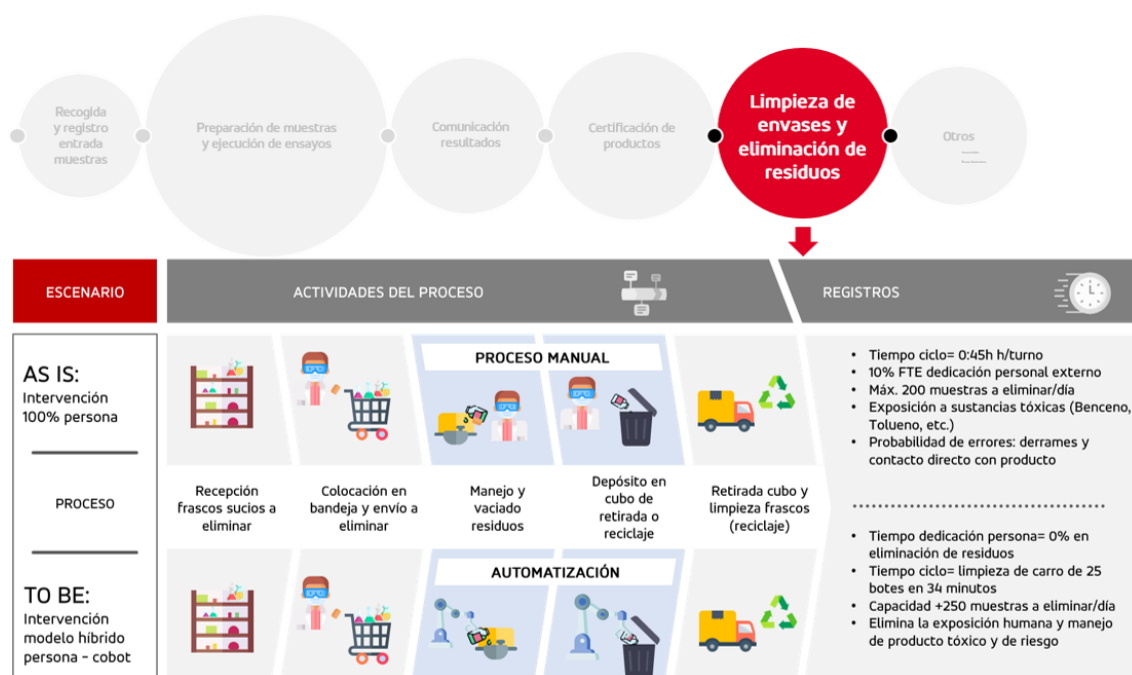 Recogida
y registro
entrada
muestras
Preparación de muestras
y ejecución de ensayos
Comunicación
resultados
Certificación de
productos
Limpieza de
envases y
eliminación de
residuos
Otros
ESCENARIO
ACTIVIDADES DEL PROCESO
REGISTROS
AS IS:
Intervención
100% persona
PROCESO MANUAL
• Tiempo ciclo= 0:45h h/turno
• 10% FTE dedicación personal externo
• Máx. 200 muestras a eliminar/día
• Exposición a sustancias tóxicas (Benceno,
Tolueno, etc.)
• Probabilidad de errores: derrames y
contacto directo con producto
PROCESO
Recepción
frascos sucios a
eliminar
Colocación en
bandeja y envío a
eliminar
Manejo y
vaciado
residuos
Depósito en
cubo de
retirada o
reciclaje
Retirada cubo y
limpieza frascos
(reciclaje)
TO BE:
Intervención
modelo híbrido
persona - cobot
AUTOMATIZACIÓN
• Tiempo dedicación persona= 0% en
eliminación de residuos
• Tiempo ciclo= limpieza de carro de 25
botes en 34 minutos
• Capacidad +250 muestras a eliminar/día
• Elimina la exposición humana y manejo
de producto tóxico y de riesgo